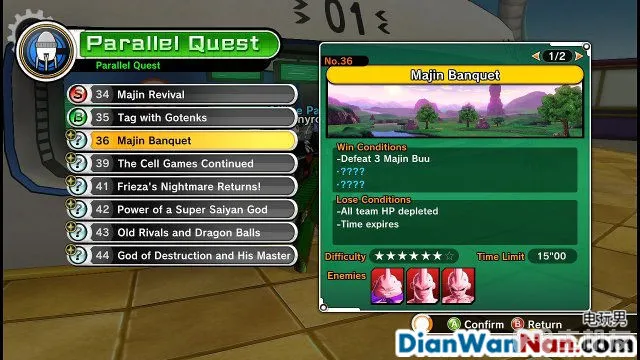 01
Parallel Quest
Parallel Quest
S 34 Majin Revival
B 35 Tag with Gotenks
? 36 Majin Banquet
? 39 The Cell Games Continued
? 41 Frieza's Nightmare Returns!
? 42 Power of a Super Saiyan God
? 43 Old Rivals and Dragon Balls
? 44 God of Destruction and His Master
No.36
1/2
Majin Banquet
Win Conditions
-Defeat 3 Majin Buu
-????
-????
Lose Conditions
-All team HP depleted
-Time expires
Difficulty ★★★★★★☆ Time Limit 15"00
Enemies
A Confirm B Return
电玩男
DianWanNan.com